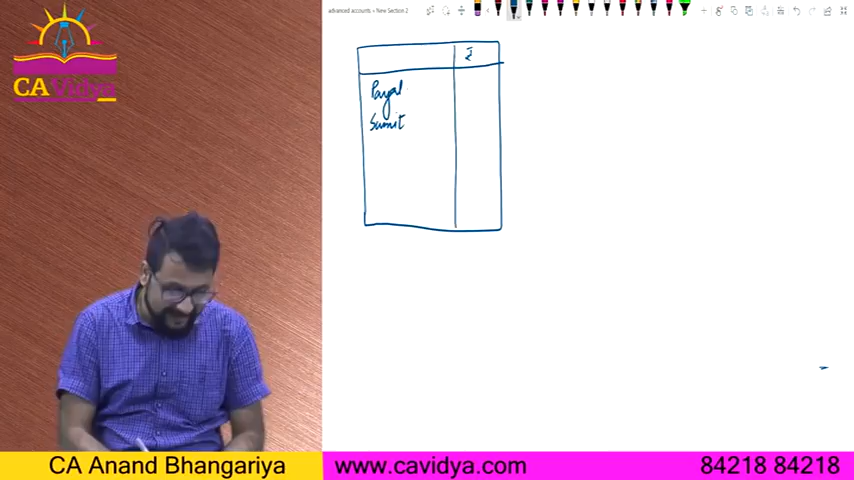 advanced accounts » New Section 2
CA Vidya
₹
Payal
Sumit
CA Anand Bhangariya
www.cavidya.com
84218 84218